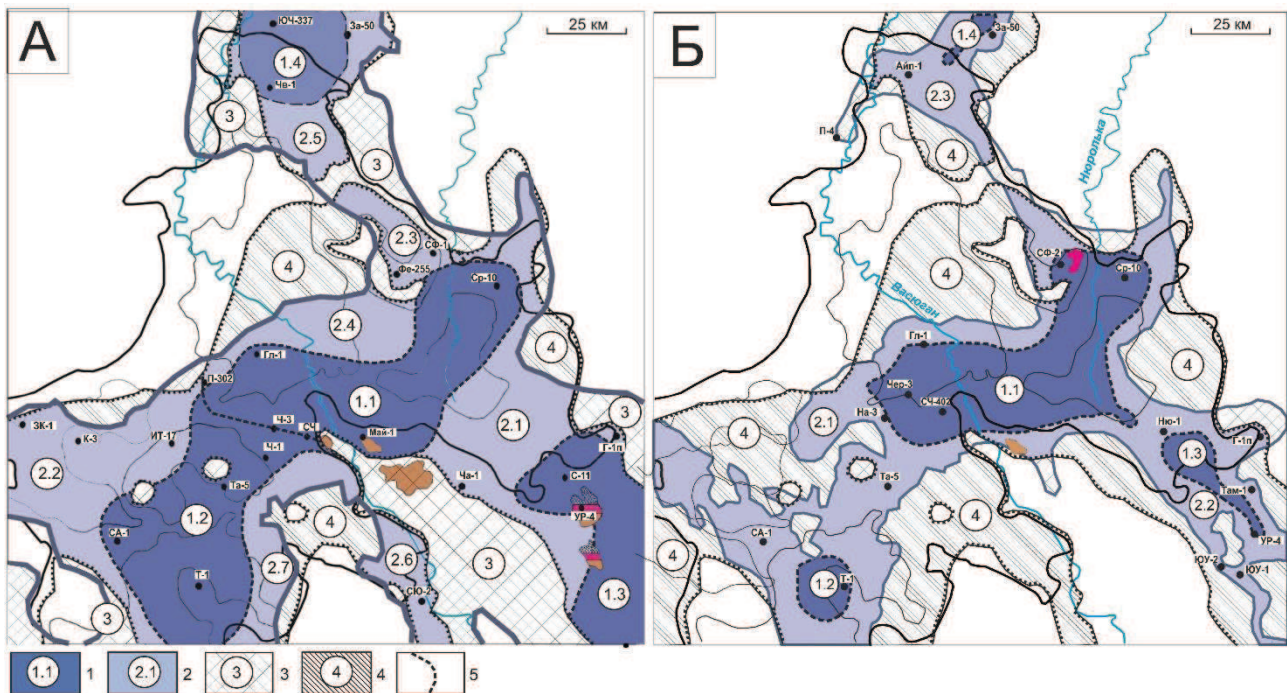 А
ЮЧ-337
За-50
25 км
1.4
Чв-1
3
2.5
3
2.3
СФ-1
Фе-255
Ср-10
4
2.4
4
Гл-1
П-302
1.1
2.1
3
ЗК-1
К-3
ИТ-17
Ч-3
СЧ
Май-1
Г-1п
2.2
Ч-1
С-11
Та-5
Ча-1
УР-4
1.2
СА-1
4
3
2.6
2.7
Т-1
СЮ-2
1.3
3
Б
1.4
За-50
25 км
Айп-1
2.3
П-4
4
Нюролька
СФ-2
Ср-10
4
Васюган
Гл-1
4
1.1
Чер-3
СЧ-402
На-3
2.1
4
Ню-1
Г-1п
1.3
Та-5
Там-1
2.2
4
СА-1
УР-4
4
ЮУ-2
ЮУ-1
1.2
Т-1
1.1 1 2.1 2 3 3 4 4 5